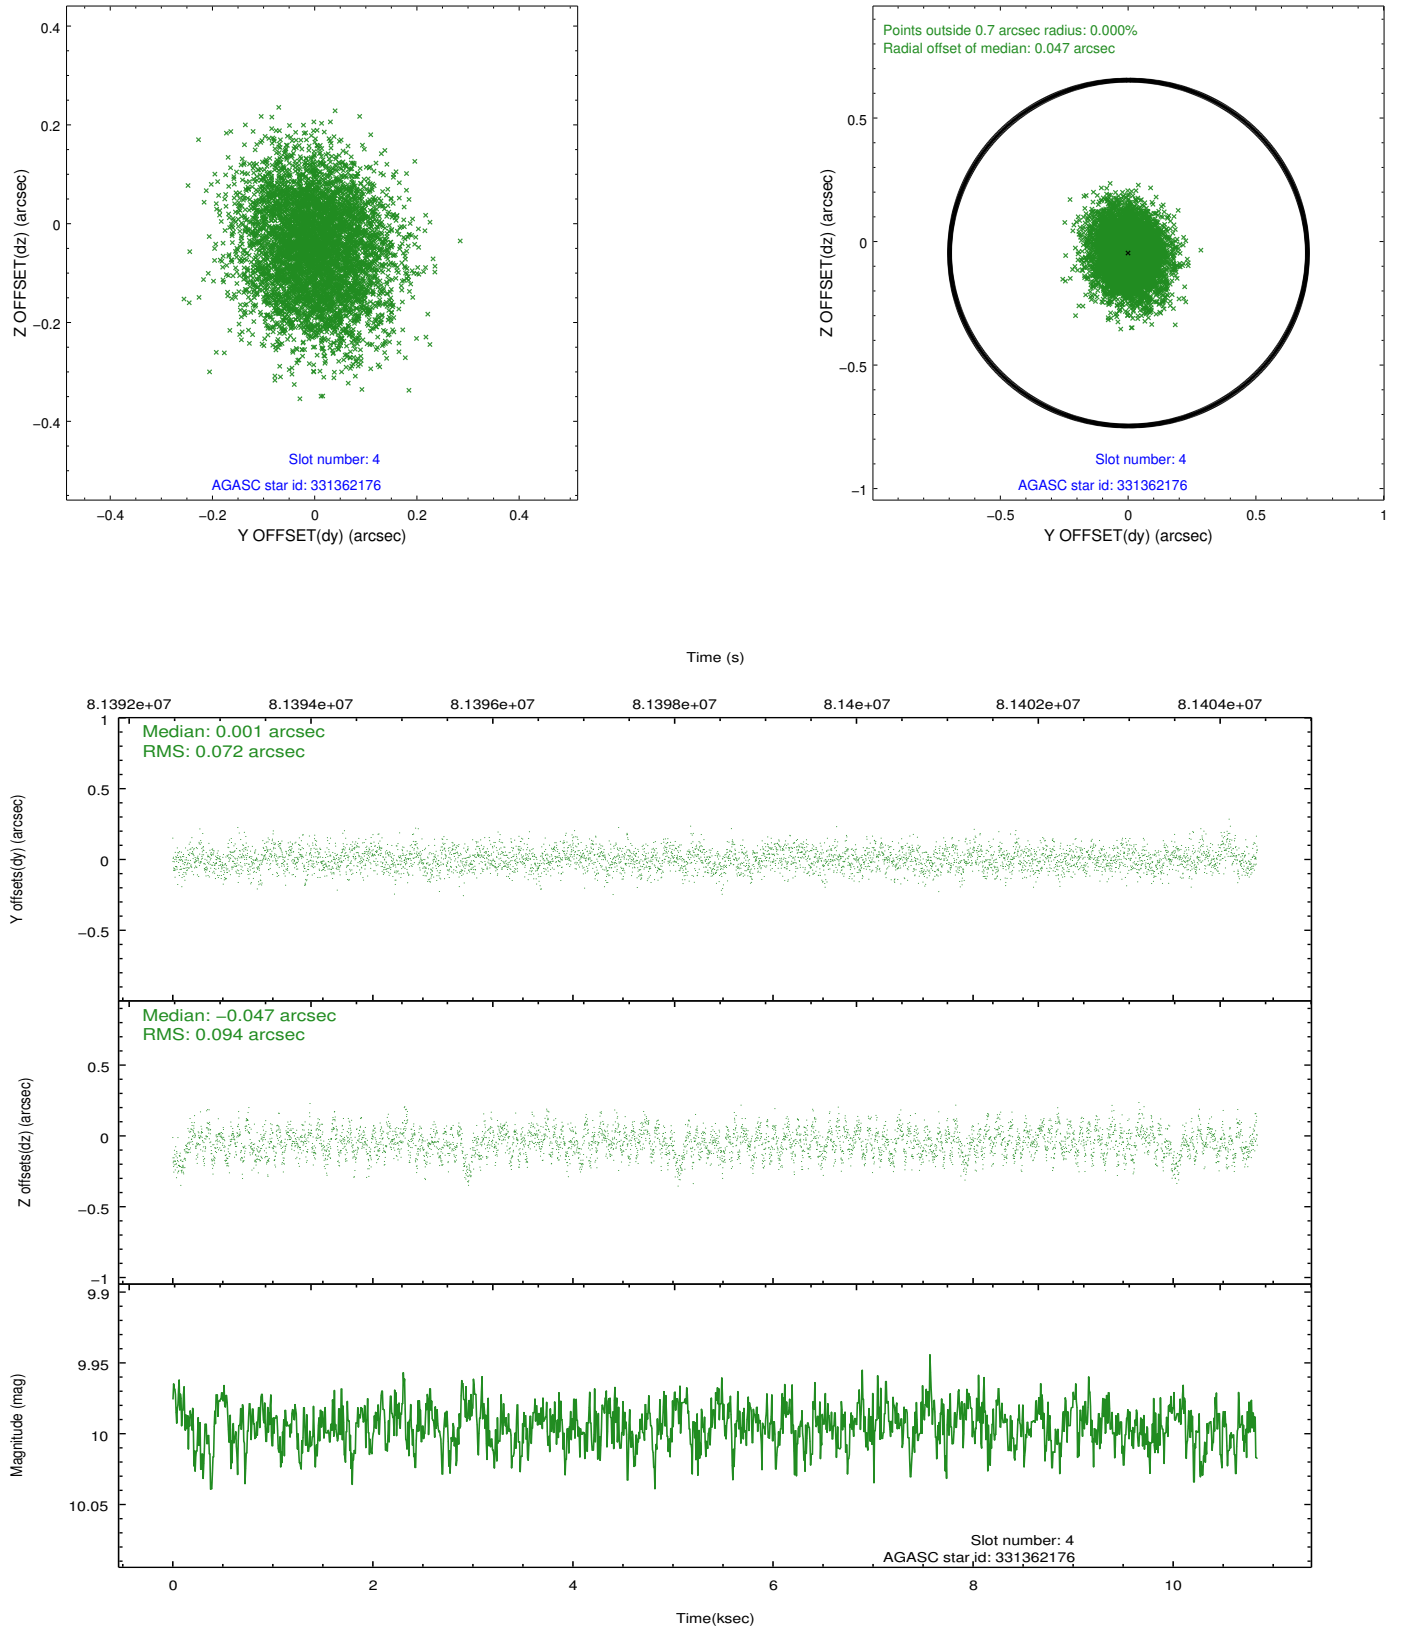 0.4
0.2
0
−0.2
−0.4
Z OFFSET(dz) (arcsec)
Slot number: 4
AGASC star id: 331362176
−0.4 −0.2 0 0.2 0.4
Y OFFSET(dy) (arcsec)
Points outside 0.7 arcsec radius: 0.000%
Radial offset of median: 0.047 arcsec
0.5
0
−0.5
−1
Z OFFSET(dz) (arcsec)
Slot number: 4
AGASC star id: 331362176
−0.5 0 0.5 1
Y OFFSET(dy) (arcsec)
Time (s)
8.1392e+07 8.1394e+07 8.1396e+07 8.1398e+07 8.14e+07 8.1402e+07 8.1404e+07
Median: 0.001 arcsec
RMS: 0.072 arcsec
1
0.5
0
−0.5
Y offsets(dy) (arcsec)
Median: −0.047 arcsec
RMS: 0.094 arcsec
0.5
0
−0.5
−1
Z offsets(dz) (arcsec)
9.9
9.95
10
10.05
Magnitude (mag)
Slot number: 4
AGASC star id: 331362176
0 2 4 6 8 10
Time(ksec)